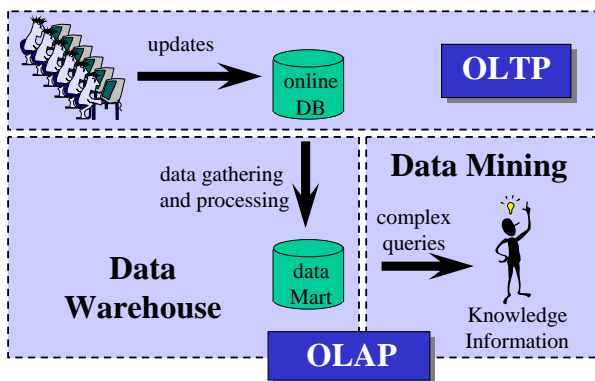 updates
online
DB
OLTP
data gathering
and processing
Data Mining
complex
queries
Data
Warehouse
data
Mart
Knowledge
Information
OLAP